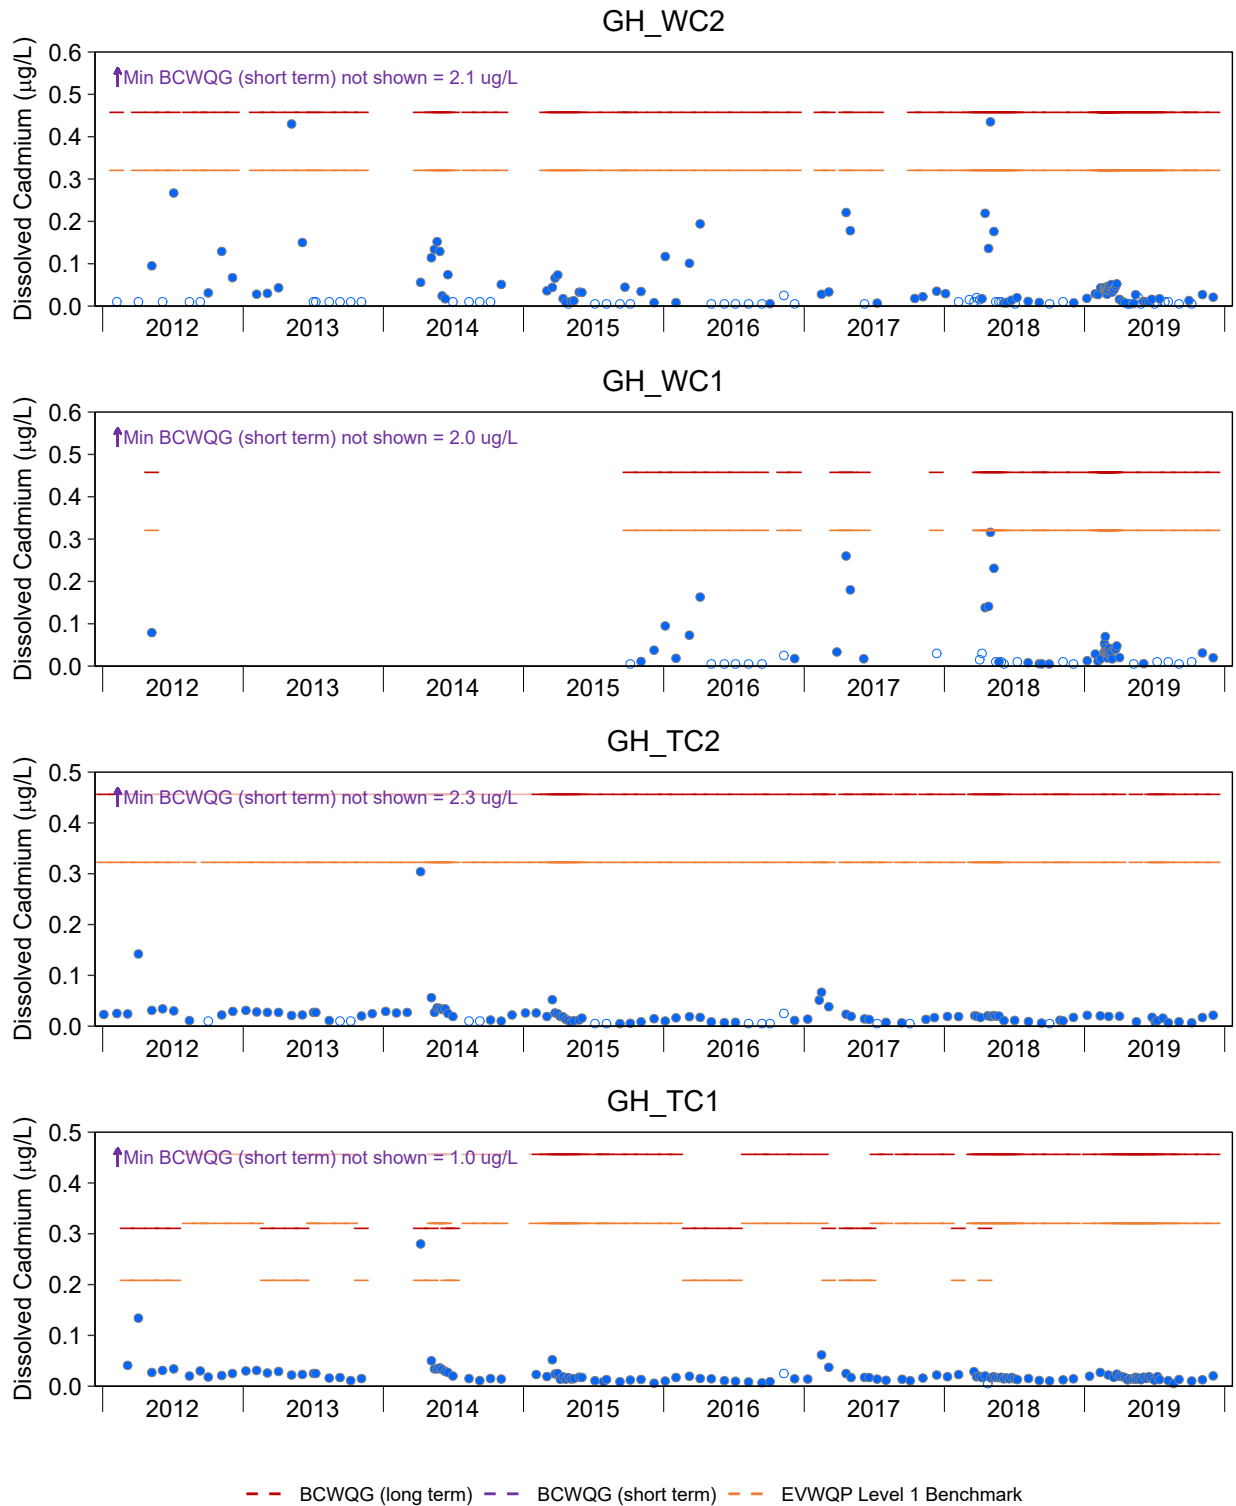 GH_WC2
Dissolved Cadmium (µg/L)
0.6
0.5
0.4
0.3
0.2
0.1
0.0
Min BCWQG (short term) not shown = 2.1 ug/L
2012 2013 2014 2015 2016 2017 2018 2019
GH_WC1
Dissolved Cadmium (µg/L)
0.6
0.5
0.4
0.3
0.2
0.1
0.0
Min BCWQG (short term) not shown = 2.0 ug/L
2012 2013 2014 2015 2016 2017 2018 2019
GH_TC2
Dissolved Cadmium (µg/L)
0.5
0.4
0.3
0.2
0.1
0.0
Min BCWQG (short term) not shown = 2.3 ug/L
2012 2013 2014 2015 2016 2017 2018 2019
GH_TC1
Dissolved Cadmium (µg/L)
0.5
0.4
0.3
0.2
0.1
0.0
Min BCWQG (short term) not shown = 1.0 ug/L
2012 2013 2014 2015 2016 2017 2018 2019
BCWQG (long term) BCWQG (short term) EVWQP Level 1 Benchmark